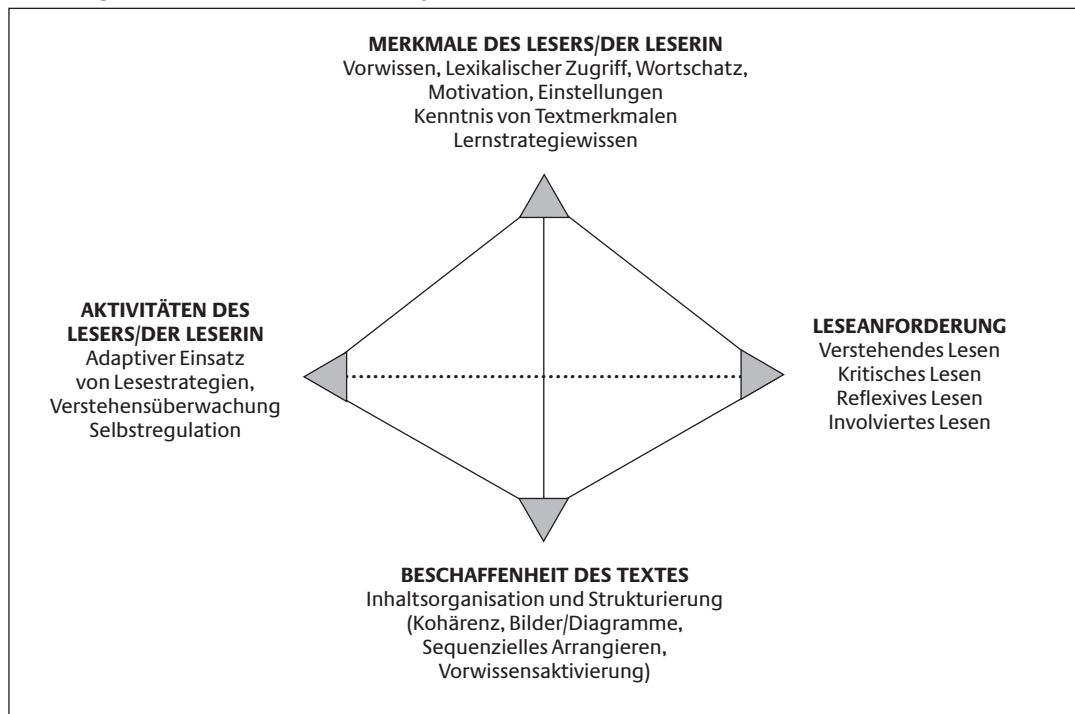 MERKMALE DES LESERS/DER LESERIN
Vorwissen, Lexikalischer Zugriff, Wortschatz,
Motivation, Einstellungen
Kenntnis von Textmerkmalen
Lernstrategiewissen
AKTIVITÄTEN DES
LESERS/DER LESERIN
Adaptiver Einsatz
von Lesestrategien,
Verstehensüberwachung
Selbstregulation
LESEANFORDERUNG
Verstehendes Lesen
Kritisches Lesen
Reflexives Lesen
Involviertes Lesen
BESCHAFFENHEIT DES TEXTES
Inhaltsorganisation und Strukturierung
(Kohärenz, Bilder/Diagramme,
Sequenzielles Arrangieren,
Vorwissensaktivierung)